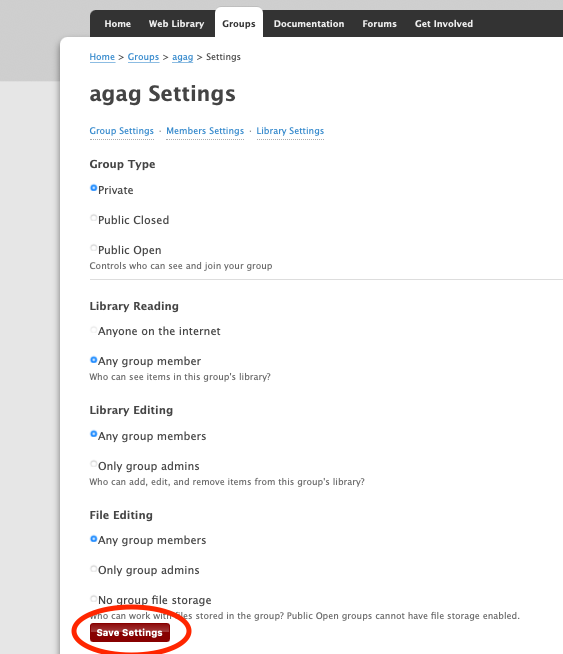 Home Web Library Groups Documentation Forums Get Involved
Home > Groups > agag > Settings
agag Settings
Group Settings · Members Settings · Library Settings
Group Type
Private
Public Closed
Public Open
Controls who can see and join your group
Library Reading
Anyone on the internet
Any group member
Who can see items in this group's library?
Library Editing
Any group members
Only group admins
Who can add, edit, and remove items from this group's library?
File Editing
Any group members
Only group admins
No group file storage
Who can work with files stored in the group? Public Open groups cannot have file storage enabled.
Save Settings